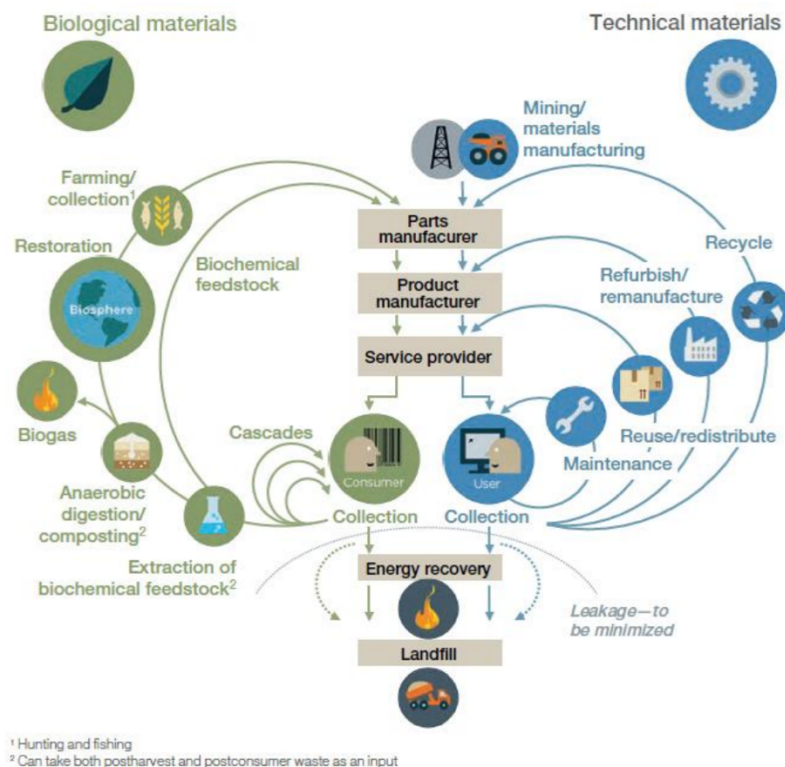 Biological materials
Technical materials
Mining/
materials
manufacturing
Farming/
collection¹
Restoration
Biosphere
Biochemical
feedstock
Biogas
Anaerobic
digestion/
composting²
Extraction of
biochemical feedstock²
Cascades
Parts
manufacurer
Product
manufacturer
Service provider
Recycle
Refurbish/
remanufacture
Reuse/redistribute
Maintenance
Consumer
User
Collection
Collection
Energy recovery
Leakage—to
be minimized
Landfill
¹ Hunting and fishing
² Can take both postharvest and postconsumer waste as an input